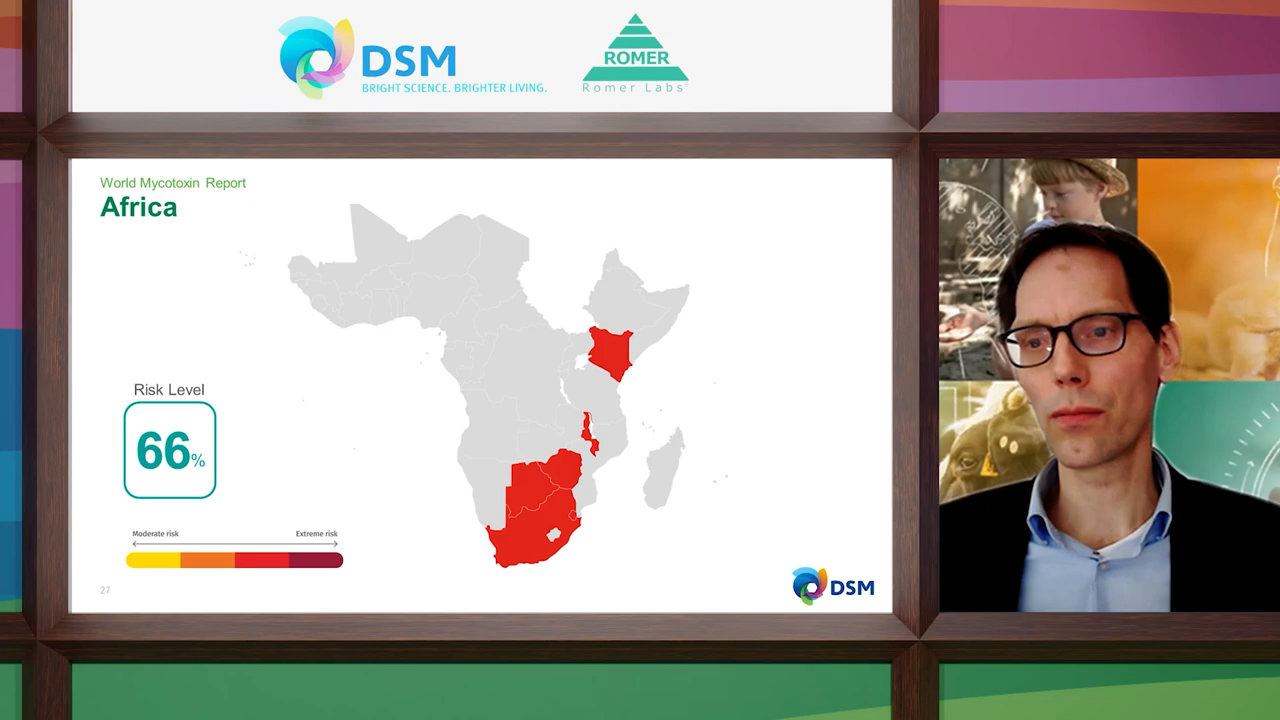 DSM
BRIGHT SCIENCE. BRIGHTER LIVING.
ROMER
Romer Labs®
World Mycotoxin Report
Africa
Risk Level
66%
Moderate risk
Extreme risk
27
DSM